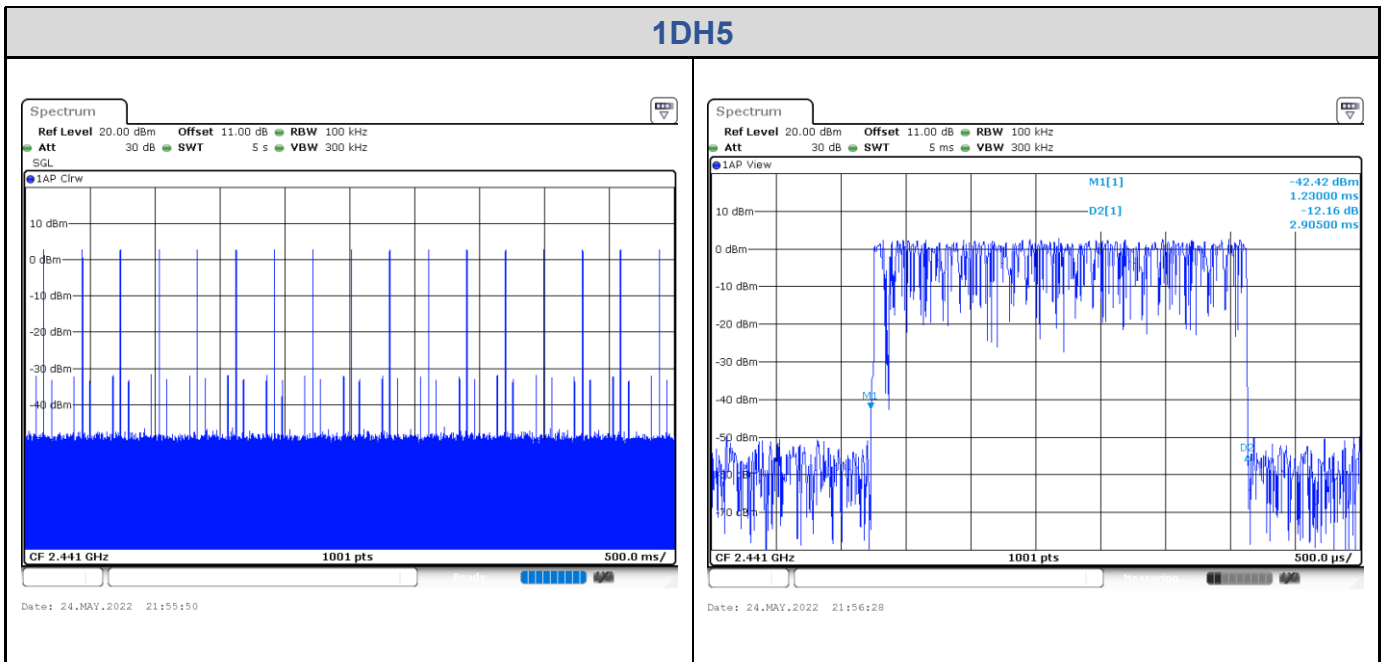 1DH5
Spectrum
Ref Level 20.00 dBm Offset 11.00 dB RBW 100 kHz
Att 30 dB SWT 5 s VBW 300 kHz
SGL
1AP Clrw
10 dBm
0 dBm
-10 dBm
-20 dBm
-30 dBm
-40 dBm
CF 2.441 GHz 1001 pts 500.0 ms/
Ready
Date: 24.MAY.2022 21:55:50
Spectrum
Ref Level 20.00 dBm Offset 11.00 dB RBW 100 kHz
Att 30 dB SWT 5 ms VBW 300 kHz
1AP View
M1[1] -42.42 dBm
1.23000 ms
D2[1] -12.16 dB
2.90500 ms
10 dBm
0 dBm
-10 dBm
-20 dBm
-30 dBm
-40 dBm
M1
-50 dBm
D2
-70 dBm
CF 2.441 GHz 1001 pts 500.0 µs/
Measuring...
Date: 24.MAY.2022 21:56:28